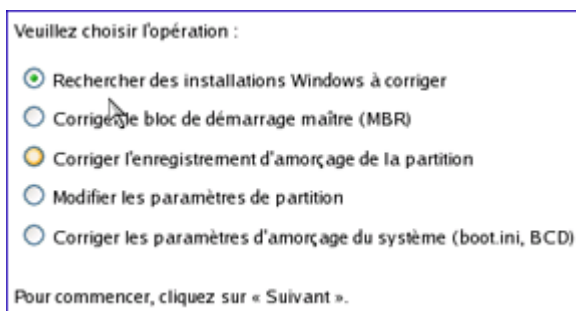 Veuillez choisir l'opération :
Rechercher des installations Windows à corriger
Corriger le bloc de démarrage maître (MBR)
Corriger l'enregistrement d'amorçage de la partition
Modifier les paramètres de partition
Corriger les paramètres d'amorçage du système (boot.ini, BCD)
Pour commencer, cliquez sur « Suivant ».